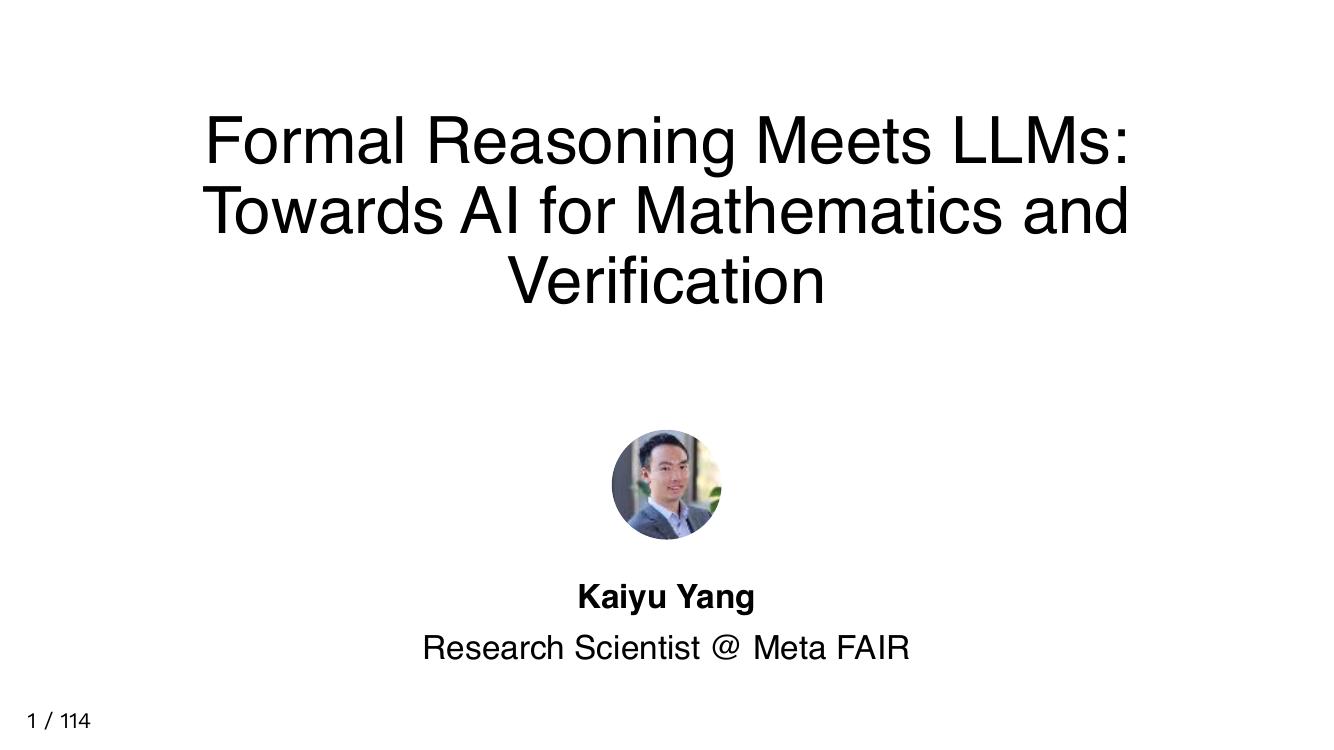 Formal Reasoning Meets LLMs:
Towards AI for Mathematics and
Verification
Kaiyu Yang
Research Scientist @ Meta FAIR
1 / 114